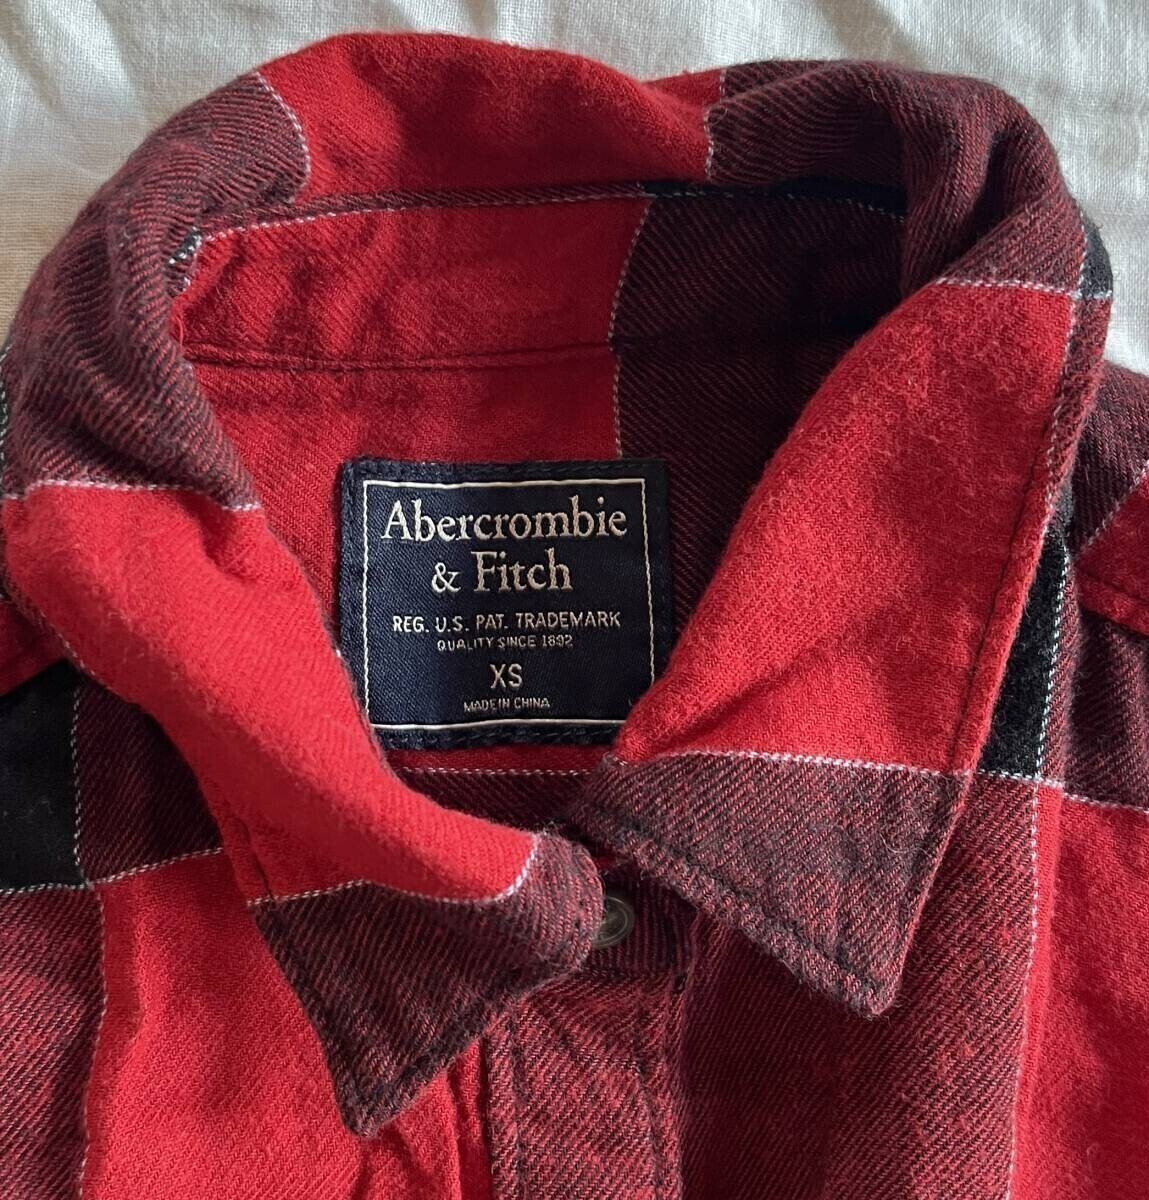 Abercrombie
& Fitch
REG. U.S. PAT. TRADEMARK
QUALITY SINCE 1892
XS
MADE IN CHINA